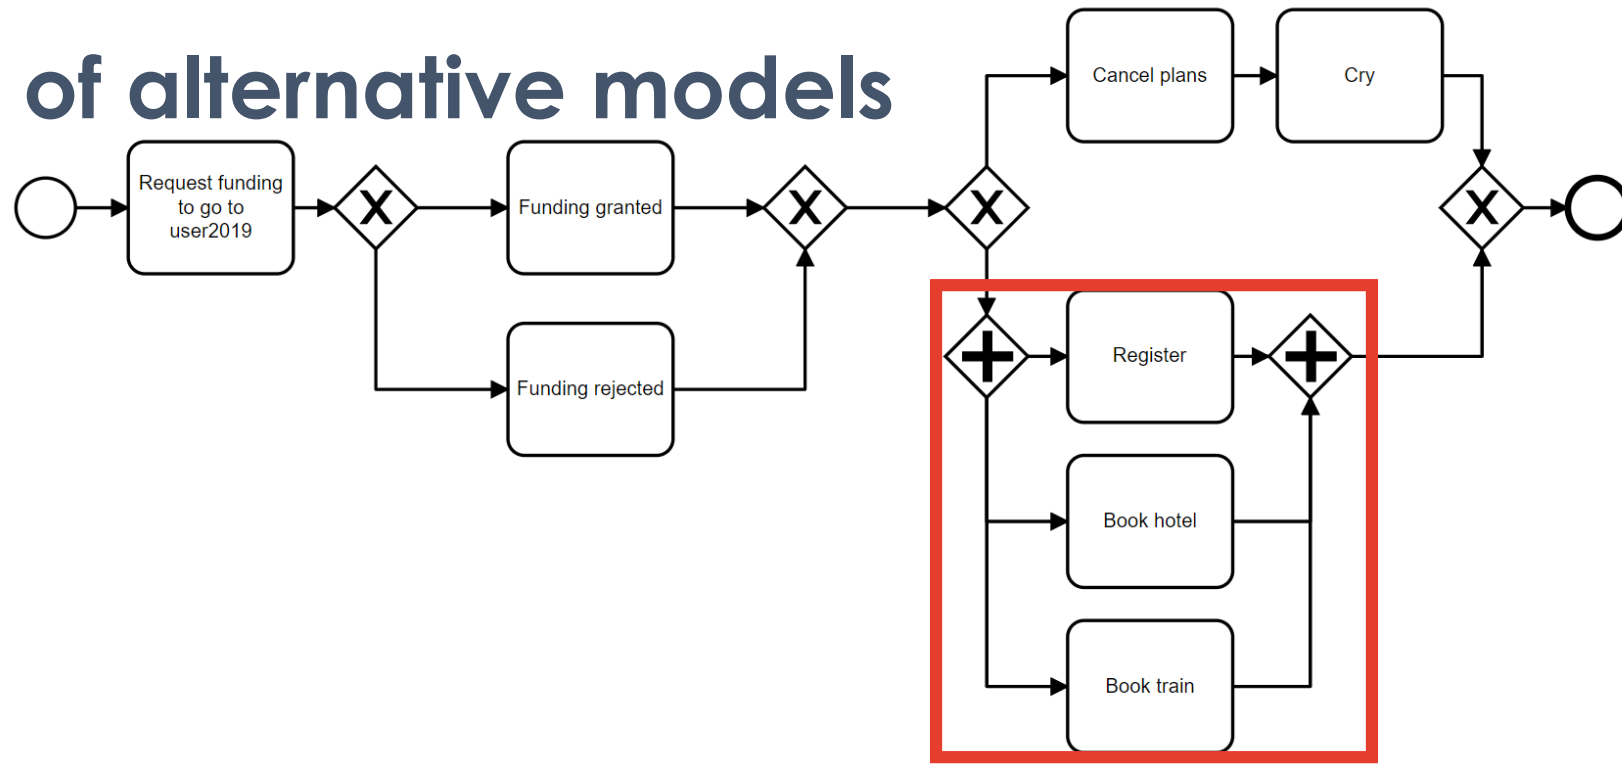 of alternative models
Cancel plans
Cry
Request funding
to go to
user2019
X
Funding granted
X
X
X
Funding rejected
Register
Book hotel
Book train